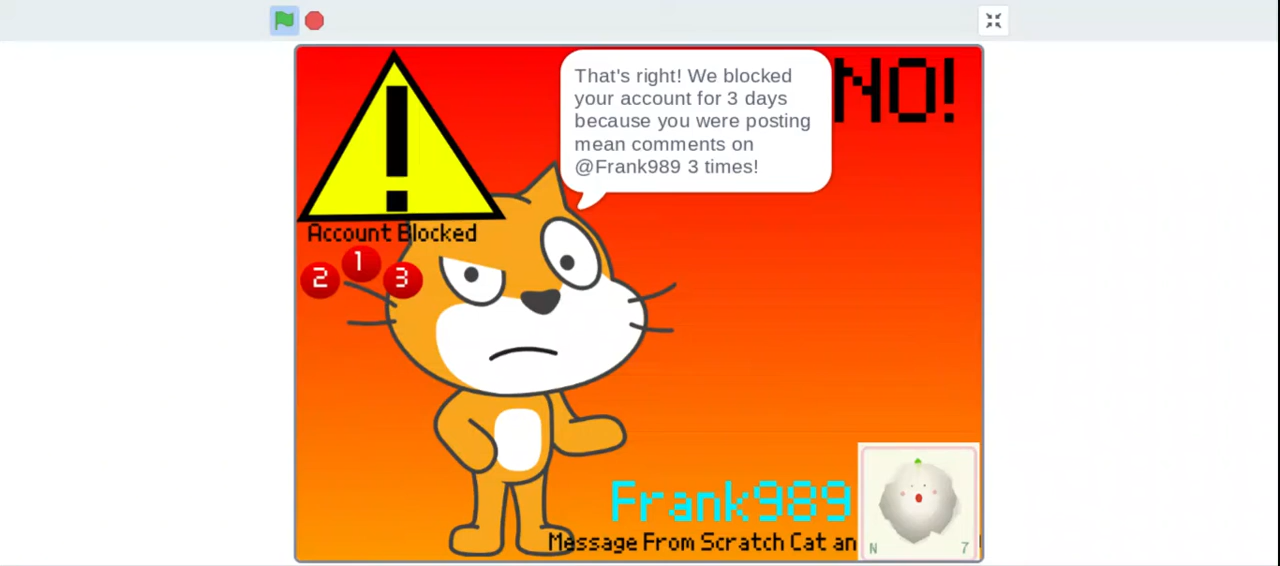 That's right! We blocked
your account for 3 days
because you were posting
mean comments on
@Frank989 3 times!
NO!
Account Blocked
1
2 3
Frank989
Message From Scratch Cat an
N 7